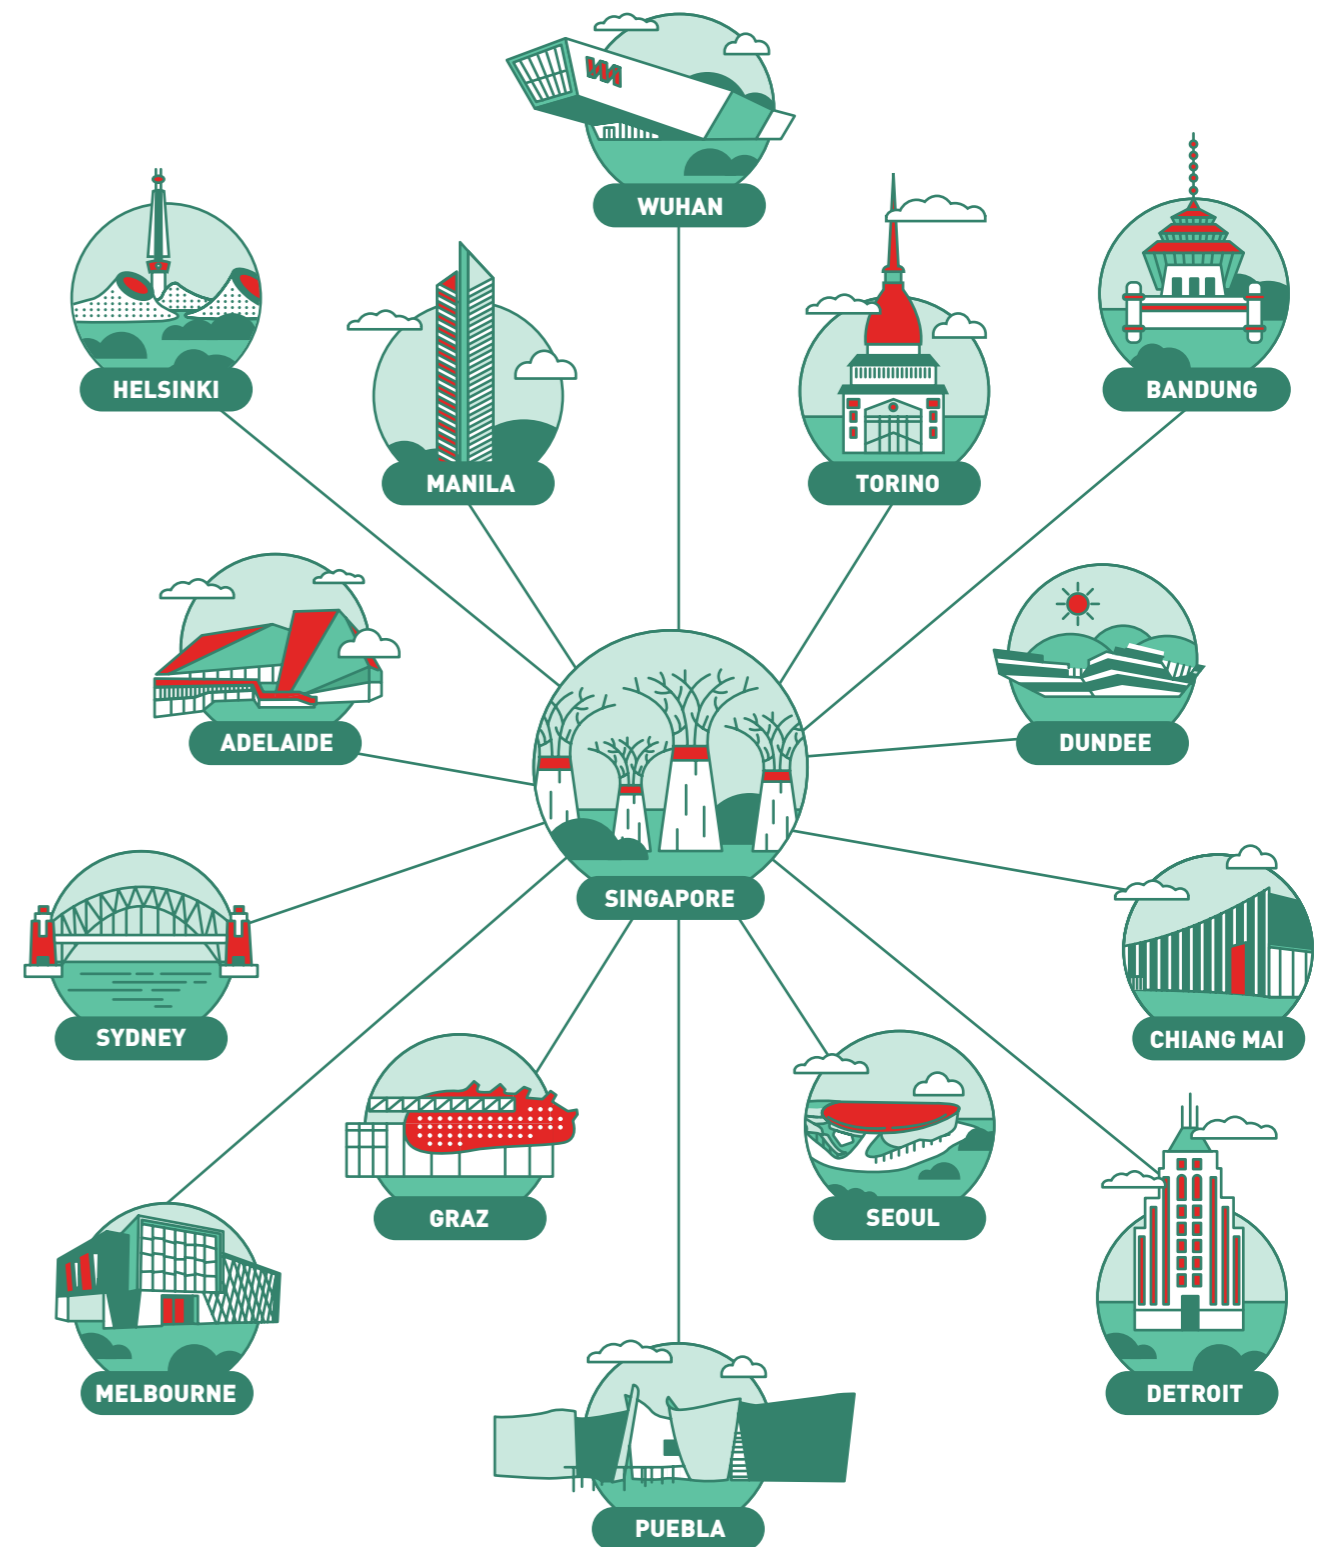 WUHAN
HELSINKI
BANDUNG
MANILA
TORINO
ADELAIDE
DUNDEE
SINGAPORE
SYDNEY
CHIANG MAI
GRAZ
SEOUL
MELBOURNE
DETROIT
PUEBLA